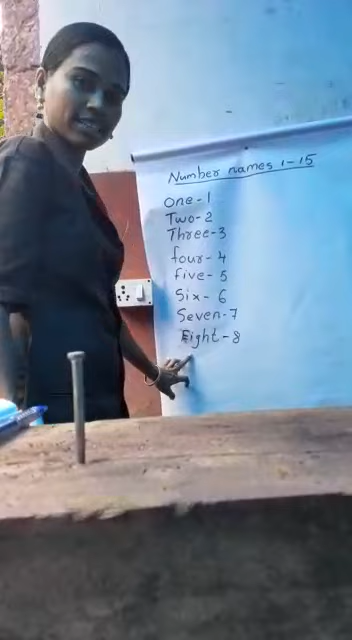 Number names 1-15
One-1
Two-2
Three-3
four-4
five-5
Six-6
Seven-7
Eight-8